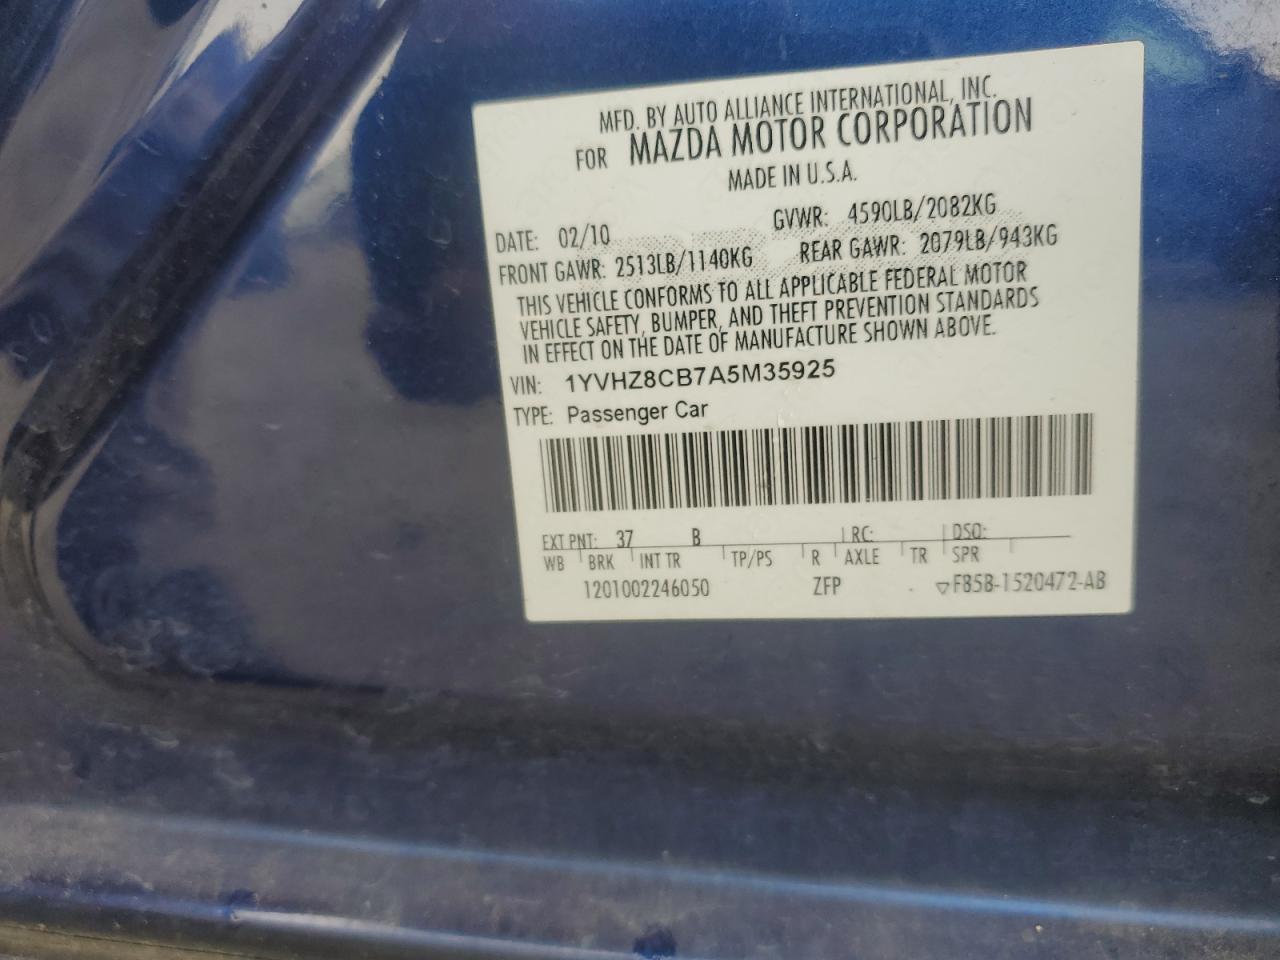 MFD. BY AUTO ALLIANCE INTERNATIONAL, INC.
FOR MAZDA MOTOR CORPORATION
MADE IN U.S.A.
DATE: 02/10 GVWR: 4590LB/2082KG
FRONT GAWR: 2513LB/1140KG REAR GAWR: 2079LB/943KG
THIS VEHICLE CONFORMS TO ALL APPLICABLE FEDERAL MOTOR
VEHICLE SAFETY, BUMPER, AND THEFT PREVENTION STANDARDS
IN EFFECT ON THE DATE OF MANUFACTURE SHOWN ABOVE.
VIN: 1YVHZ8CB7A5M35925
TYPE: Passenger Car
EXT PNT: 37 B RC: DSO:
WB BRK INT TR TP/PS R AXLE TR SPR
1201002246050 ZFP ▽F85B-1520472-AB